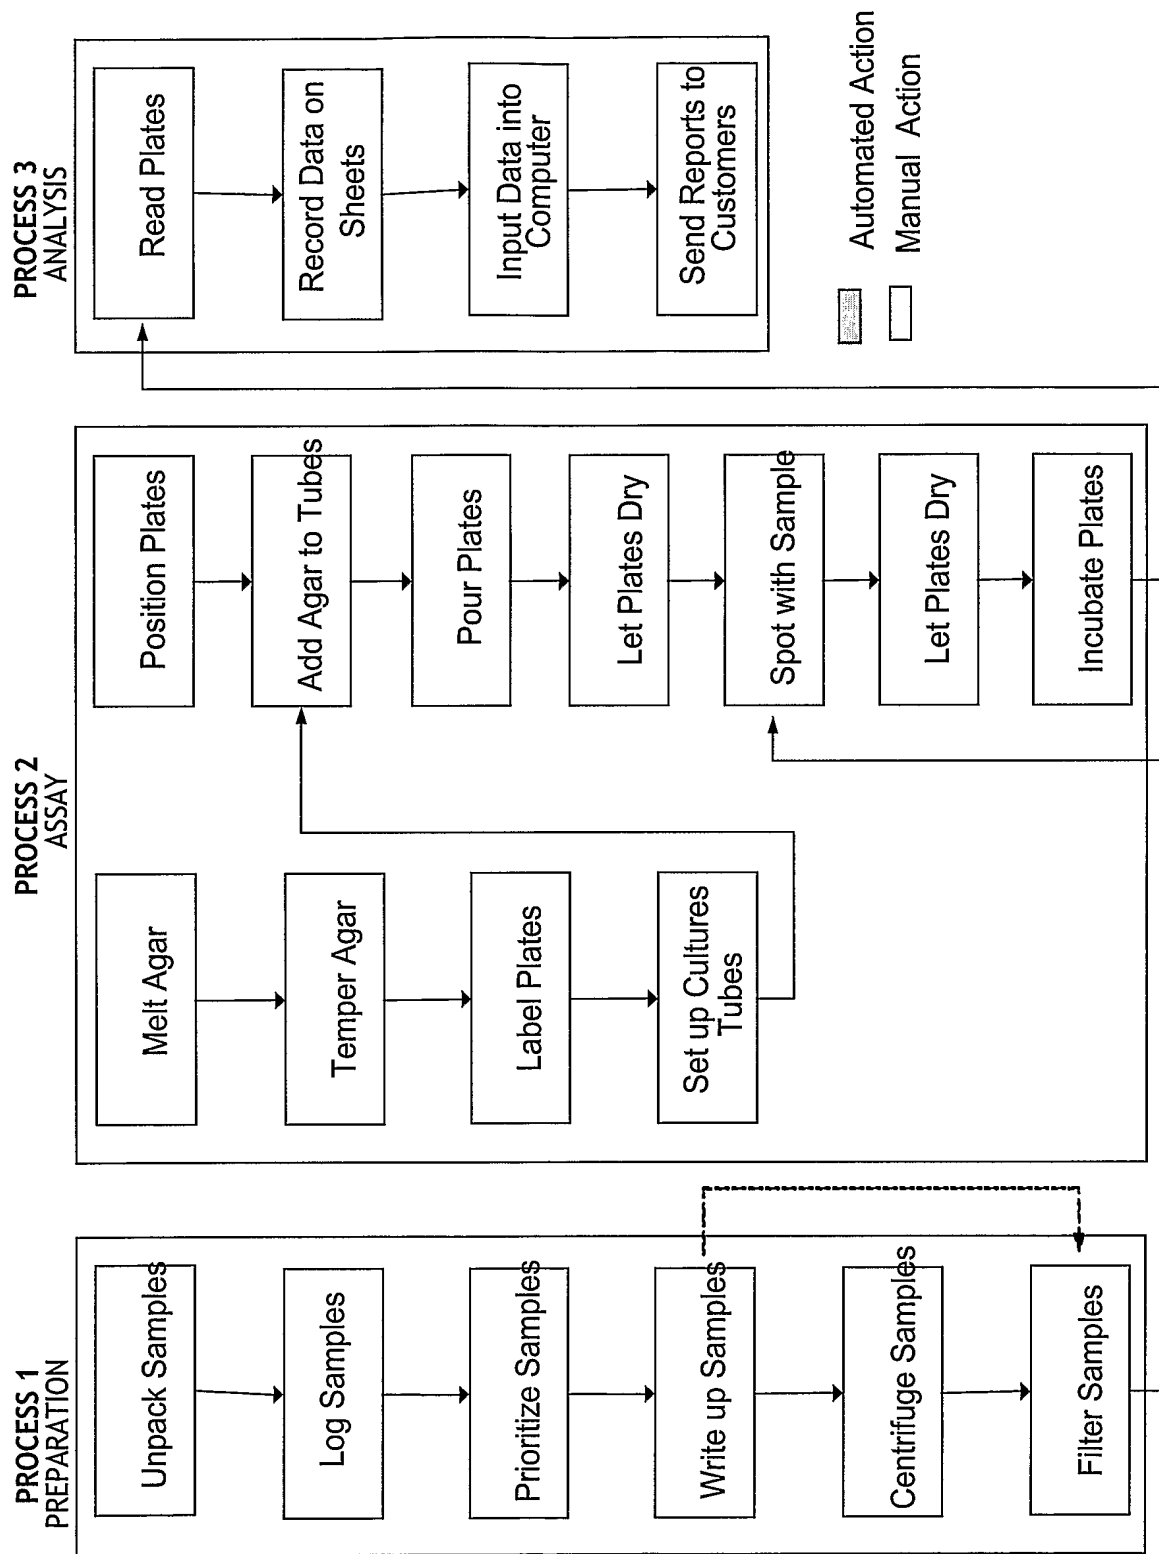 PROCESS 1
PREPARATION
Unpack Samples
Log Samples
Prioritize Samples
Write up Samples
Centrifuge Samples
Filter Samples
PROCESS 2
ASSAY
Melt Agar
Temper Agar
Label Plates
Set up Cultures
Tubes
Position Plates
Add Agar to Tubes
Pour Plates
Let Plates Dry
Spot with Sample
Let Plates Dry
Incubate Plates
PROCESS 3
ANALYSIS
Read Plates
Record Data on
Sheets
Input Data into
Computer
Send Reports to
Customers
Automated Action
Manual Action